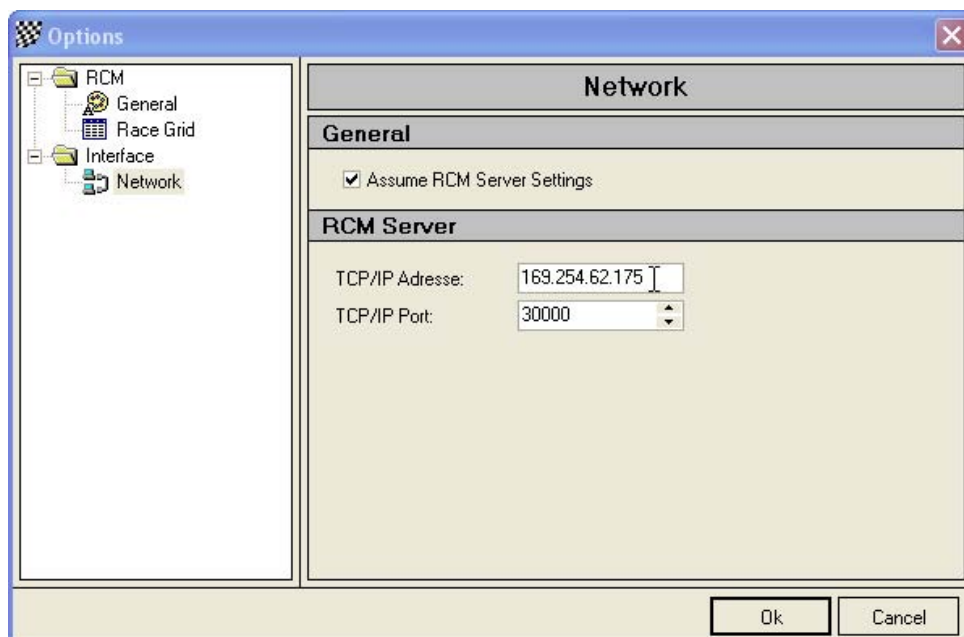 Options
RCM
General
Race Grid
Interface
Network
Network
General
Assume RCM Server Settings
RCM Server
TCP/IP Adresse: 169.254.62.175
TCP/IP Port: 30000
Ok Cancel